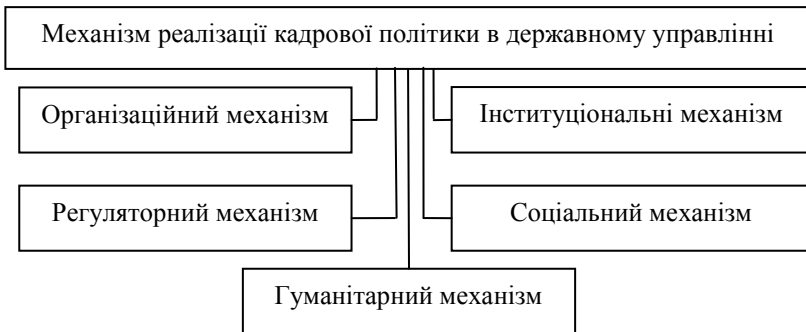 Механізм реалізації кадрової політики в державному управлінні
Організаційний механізм
Інституціональні механізм
Регуляторний механізм
Соціальний механізм
Гуманітарний механізм